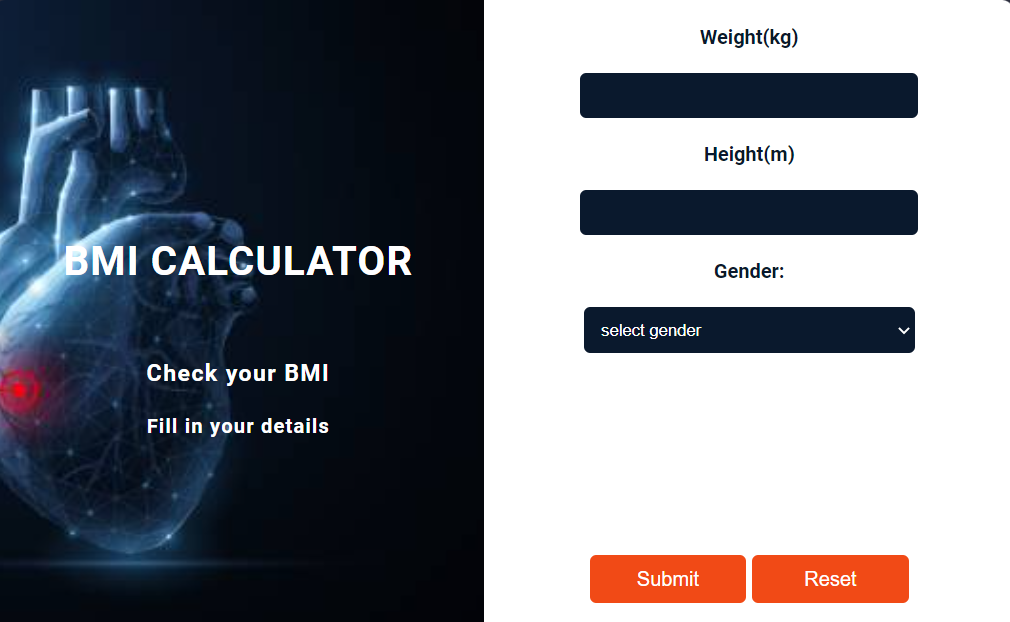 BMI CALCULATOR
Check your BMI
Fill in your details
Weight(kg)
Height(m)
Gender:
select gender
Submit
Reset